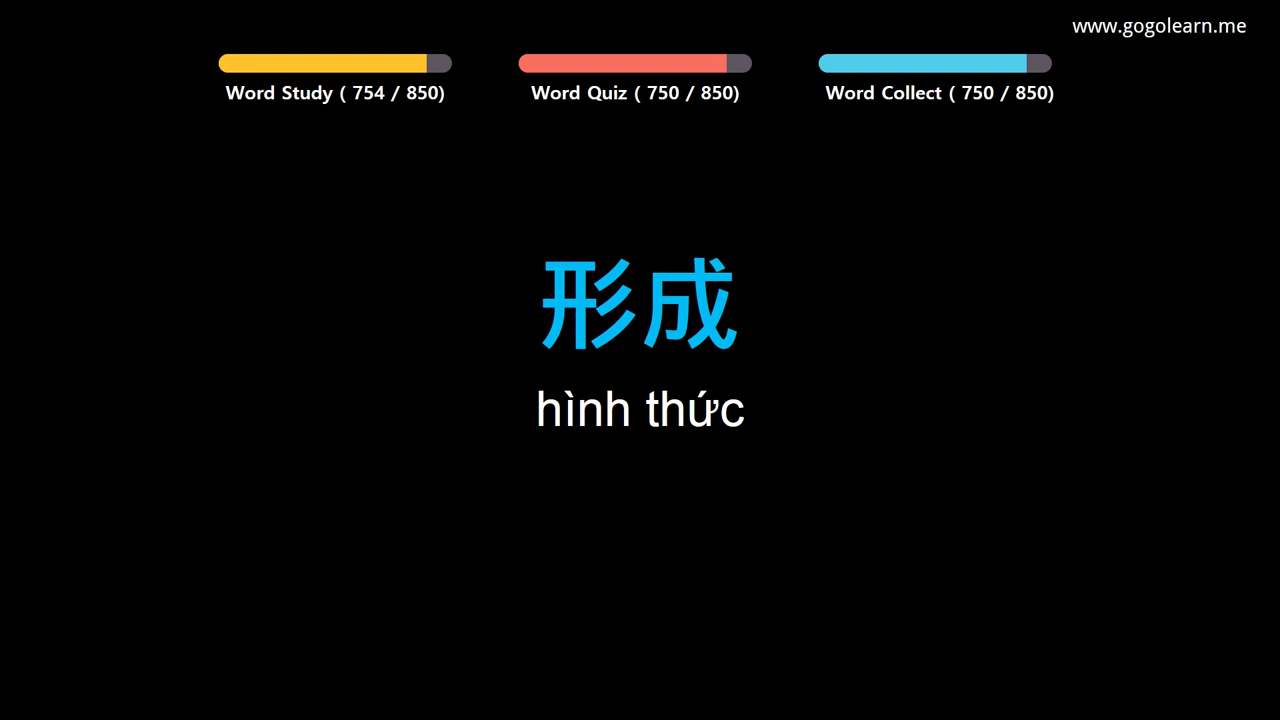 www.gogolearn.me
Word Study ( 754 / 850)
Word Quiz ( 750 / 850)
Word Collect ( 750 / 850)
形成
hình thức